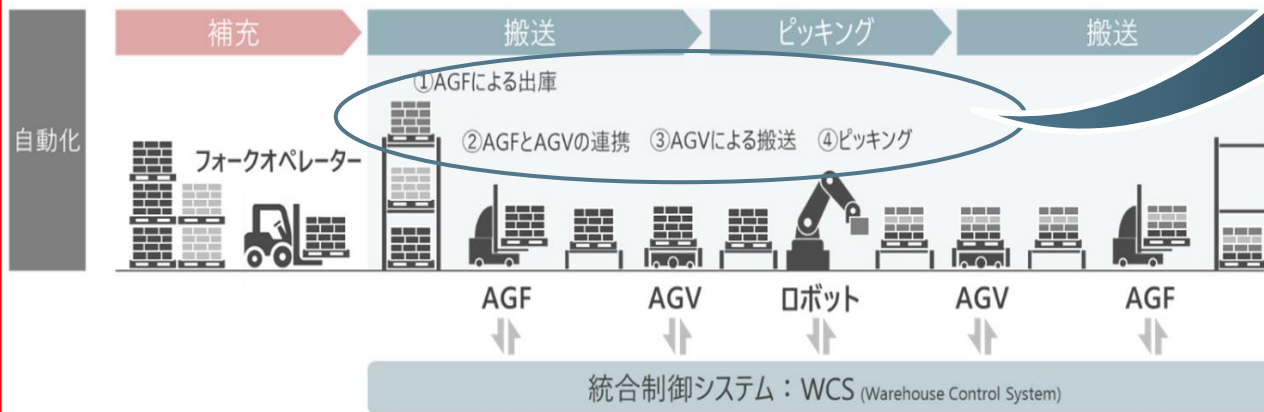 補充
搬送
ピッキング
搬送
自動化
①AGFによる出庫
②AGFとAGVの連携
③AGVによる搬送
④ピッキング
フォークオペレーター
AGF
AGV
ロボット
AGV
AGF
統合制御システム：WCS (Warehouse Control System)